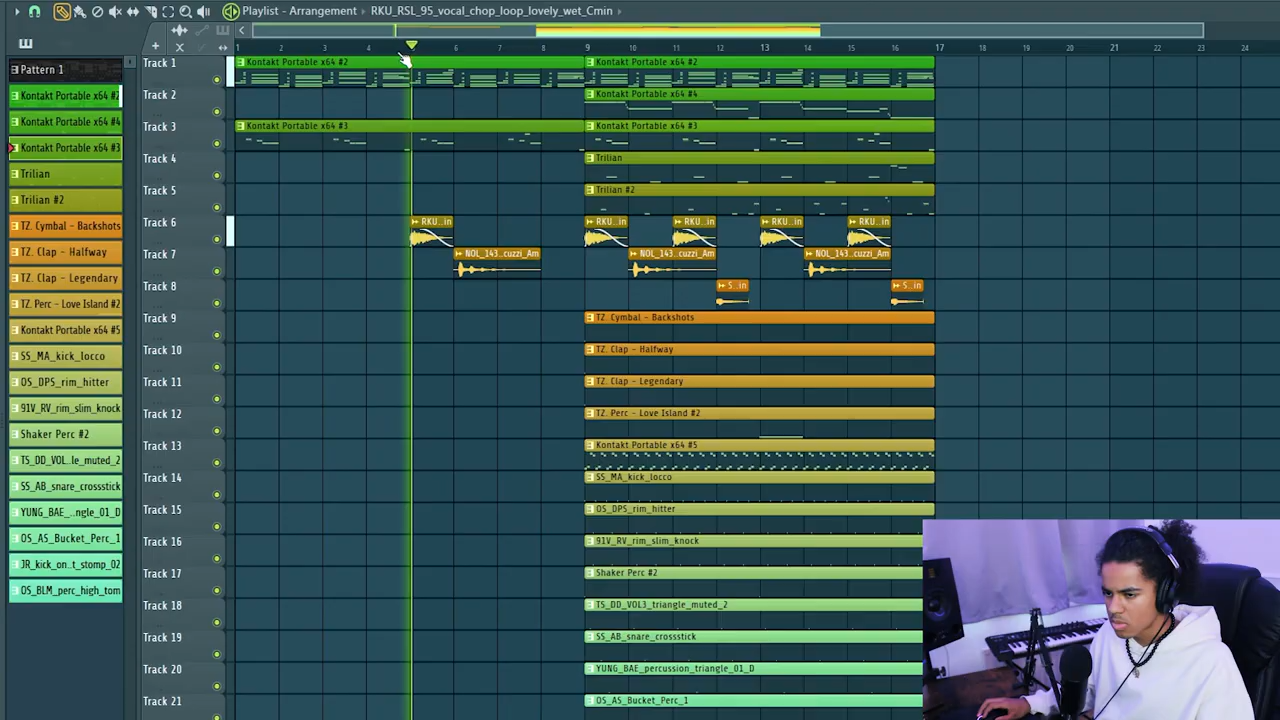 Playlist - Arrangement ▸ RKU_RSL_95_vocal_chop_loop_lovely_wet_Cmin ▸
1 2 3 4 6 7 8 9 10 11 12 13 14 15 16 17 18 19 20 21 22 23 24
Pattern 1
Kontakt Portable x64 #2
Kontakt Portable x64 #4
Kontakt Portable x64 #3
Trilian
Trilian #2
TZ. Cymbal - Backshots
TZ. Clap - Halfway
TZ. Clap - Legendary
TZ. Perc - Love Island #2
Kontakt Portable x64 #5
SS_MA_kick_locco
OS_DPS_rim_hitter
91V_RV_rim_slim_knock
Shaker Perc #2
TS_DD_VOL..le_muted_2
SS_AB_snare_crossstick
YUNG_BAE_..ngle_01_D
OS_AS_Bucket_Perc_1
JR_kick_on..t_stomp_02
OS_BLM_perc_high_tom
Track 1
Kontakt Portable x64 #2
Kontakt Portable x64 #2
Track 2
Kontakt Portable x64 #4
Track 3
Kontakt Portable x64 #3
Kontakt Portable x64 #3
Track 4
Trilian
Track 5
Trilian #2
Track 6
RKU..in
RKU..in
RKU..in
RKU..in
RKU..in
Track 7
NOL_143..cuzzi_Am
NOL_143..cuzzi_Am
NOL_143..cuzzi_Am
Track 8
S..in
S..in
Track 9
TZ. Cymbal - Backshots
Track 10
TZ. Clap - Halfway
Track 11
TZ. Clap - Legendary
Track 12
TZ. Perc - Love Island #2
Track 13
Kontakt Portable x64 #5
Track 14
SS_MA_kick_locco
Track 15
OS_DPS_rim_hitter
Track 16
91V_RV_rim_slim_knock
Track 17
Shaker Perc #2
Track 18
TS_DD_VOL3_triangle_muted_2
Track 19
SS_AB_snare_crossstick
Track 20
YUNG_BAE_percussion_triangle_01_D
Track 21
OS_AS_Bucket_Perc_1